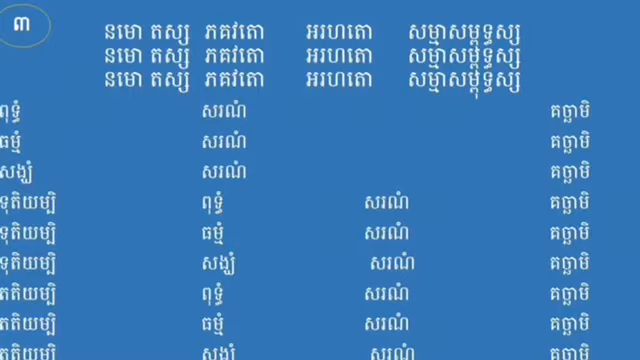 ៣
នមោ តស្ស ភគវតោ អរហតោ សម្មាសម្ពុទ្ធស្ស
នមោ តស្ស ភគវតោ អរហតោ សម្មាសម្ពុទ្ធស្ស
នមោ តស្ស ភគវតោ អរហតោ សម្មាសម្ពុទ្ធស្ស
ពុទ្ធំ សរណំ គច្ឆាមិ
ធម្មំ សរណំ គច្ឆាមិ
សង្ឃំ សរណំ គច្ឆាមិ
ទុតិយម្បិ ពុទ្ធំ សរណំ គច្ឆាមិ
ទុតិយម្បិ ធម្មំ សរណំ គច្ឆាមិ
ទុតិយម្បិ សង្ឃំ សរណំ គច្ឆាមិ
តតិយម្បិ ពុទ្ធំ សរណំ គច្ឆាមិ
តតិយម្បិ ធម្មំ សរណំ គច្ឆាមិ
តតិយម្បិ សង្ឃំ សរណំ គច្ឆាមិ